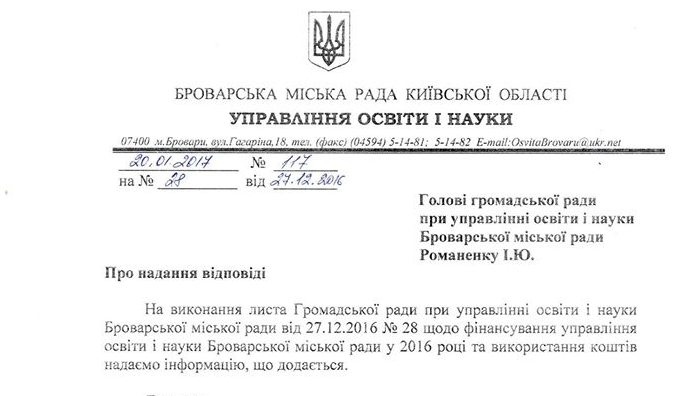 БРОВАРСЬКА МІСЬКА РАДА КИЇВСЬКОЇ ОБЛАСТІ
УПРАВЛІННЯ ОСВІТИ І НАУКИ
07400 м.Бровари, вул.Гагаріна,18, тел. (факс) (04594) 5-14-81; 5-14-82 E-mail:OsvitaBrovary@ukr.net
20.01.2017 № 117
на № 28 від 27.12.2016
Голові громадської ради
при управлінні освіти і науки
Броварської міської ради
Романенку І.Ю.
Про надання відповіді
На виконання листа Громадської ради при управлінні освіти і науки
Броварської міської ради від 27.12.2016 № 28 щодо фінансування управління
освіти і науки Броварської міської ради у 2016 році та використання коштів
надаємо інформацію, що додається.